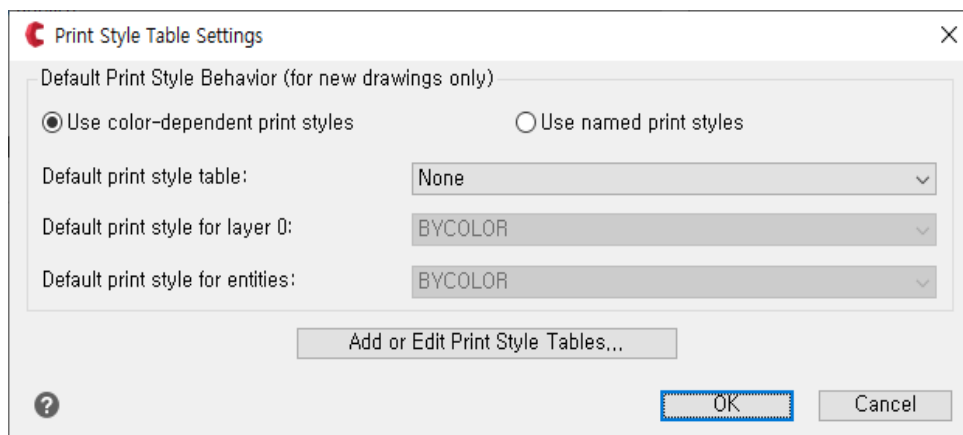 Print Style Table Settings
Default Print Style Behavior (for new drawings only)
Use color-dependent print styles Use named print styles
Default print style table: None
Default print style for layer 0: BYCOLOR
Default print style for entities: BYCOLOR
Add or Edit Print Style Tables...
? OK Cancel